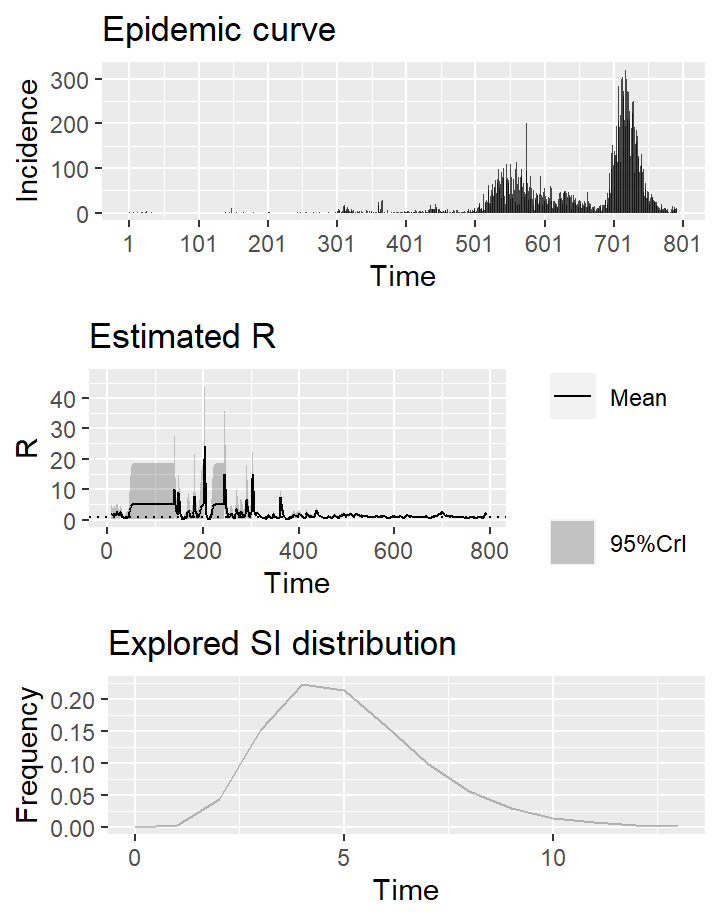 Epidemic curve
Incidence
300
200
100
0
1 101 201 301 401 501 601 701 801
Time
Estimated R
R
40
30
20
10
0
0 200 400 600 800
Time
Mean
95%CrI
Explored SI distribution
Frequency
0.20
0.15
0.10
0.05
0.00
0 5 10
Time